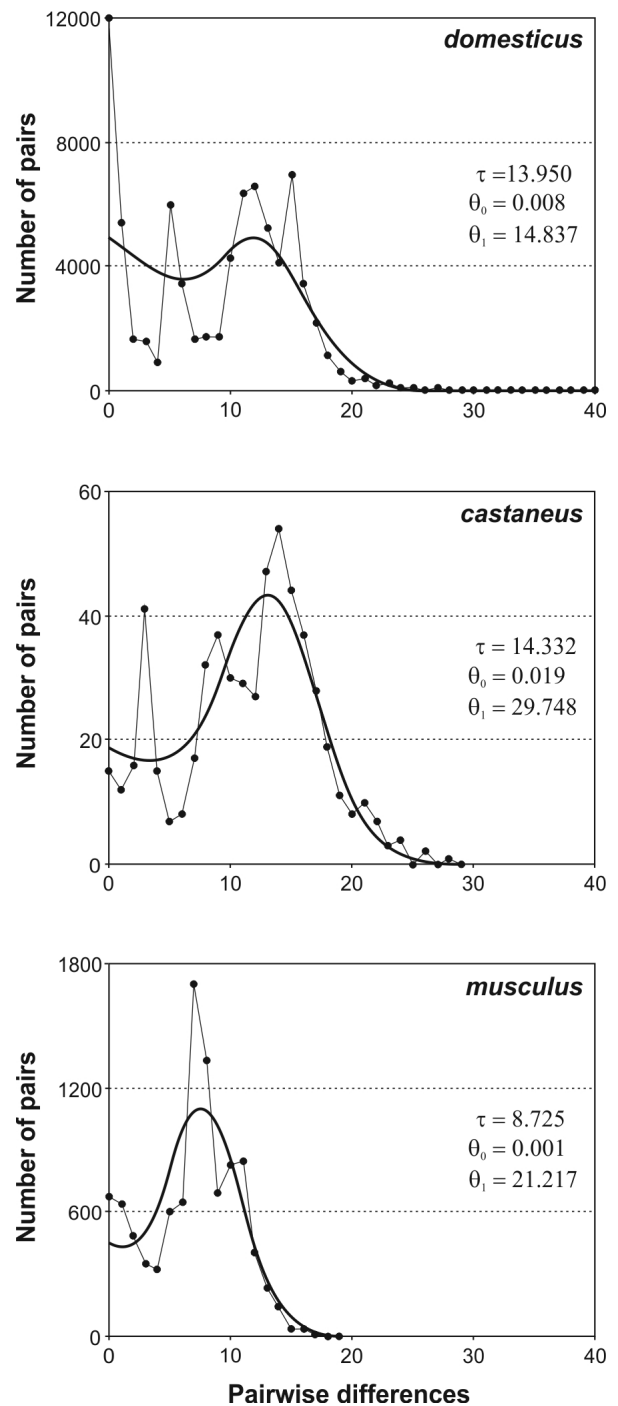 domesticus
Number of pairs
12000
8000
4000
0
τ =13.950
θ₀ = 0.008
θ₁ = 14.837
0 10 20 30 40
castaneus
Number of pairs
60
40
20
0
τ = 14.332
θ₀ = 0.019
θ₁ = 29.748
0 10 20 30 40
musculus
Number of pairs
1800
1200
600
0
τ = 8.725
θ₀ = 0.001
θ₁ = 21.217
0 10 20 30 40
Pairwise differences